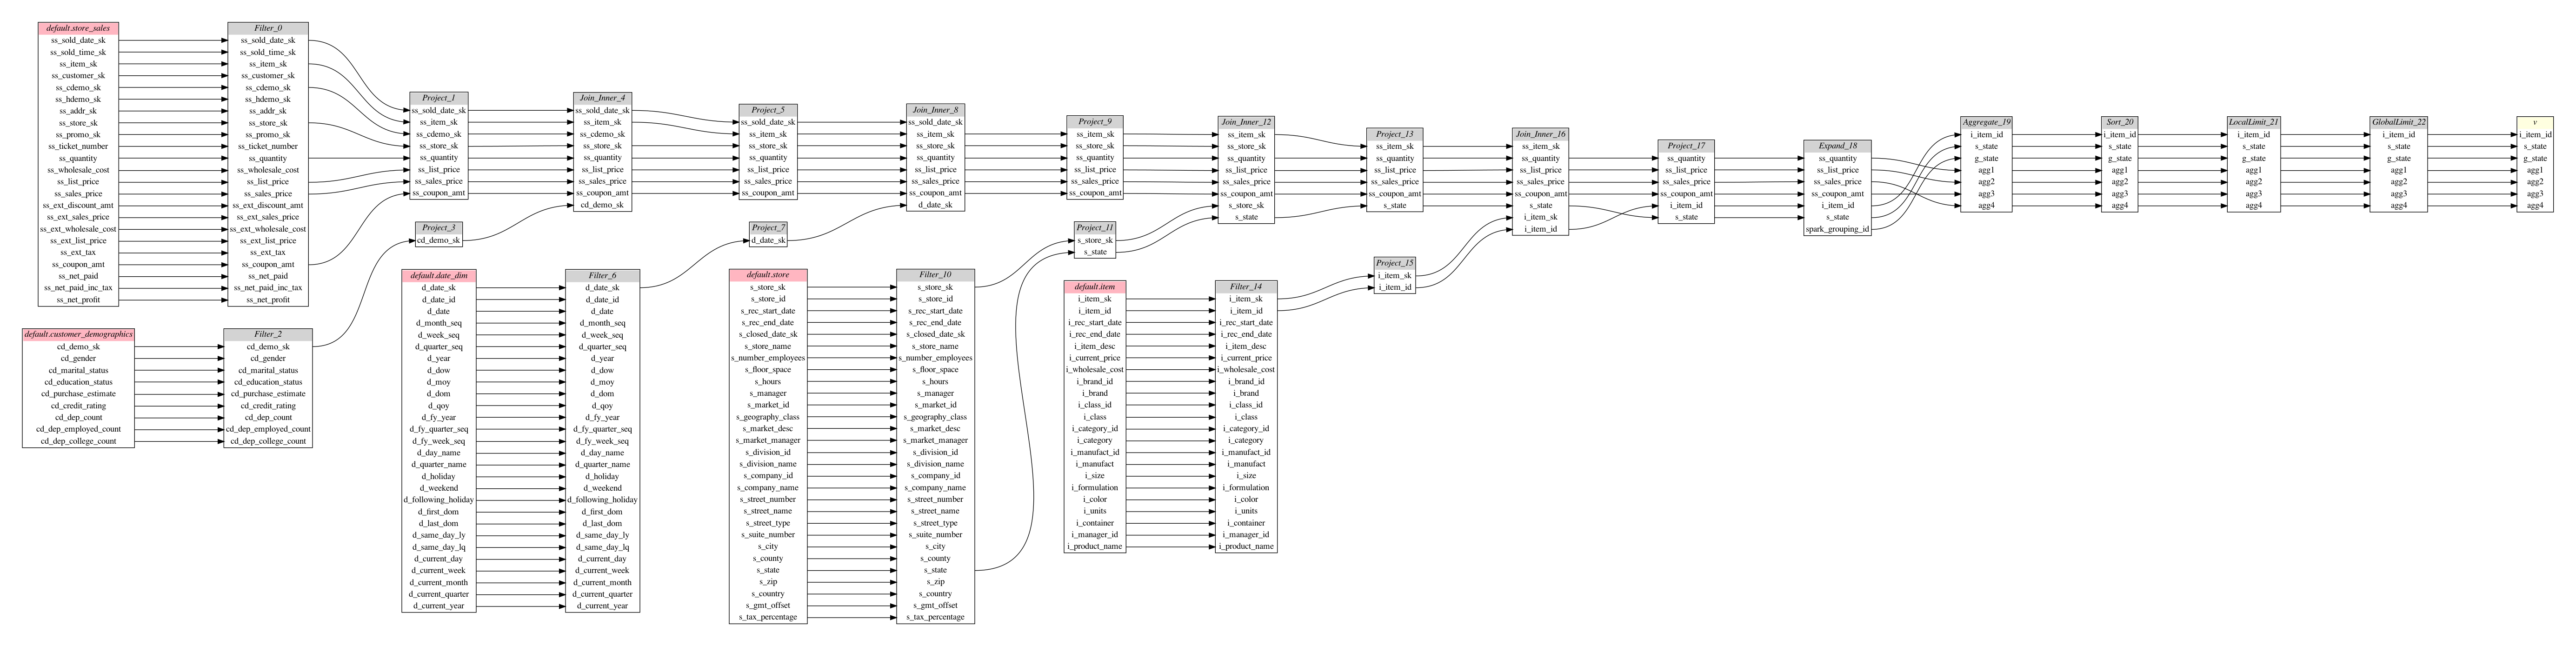 default.store_sales
ss_sold_date_sk
ss_sold_time_sk
ss_item_sk
ss_customer_sk
ss_cdemo_sk
ss_hdemo_sk
ss_addr_sk
ss_store_sk
ss_promo_sk
ss_ticket_number
ss_quantity
ss_wholesale_cost
ss_list_price
ss_sales_price
ss_ext_discount_amt
ss_ext_sales_price
ss_ext_wholesale_cost
ss_ext_list_price
ss_ext_tax
ss_coupon_amt
ss_net_paid
ss_net_paid_inc_tax
ss_net_profit
default.customer_demographics
cd_demo_sk
cd_gender
cd_marital_status
cd_education_status
cd_purchase_estimate
cd_credit_rating
cd_dep_count
cd_dep_employed_count
cd_dep_college_count
Filter_0
ss_sold_date_sk
ss_sold_time_sk
ss_item_sk
ss_customer_sk
ss_cdemo_sk
ss_hdemo_sk
ss_addr_sk
ss_store_sk
ss_promo_sk
ss_ticket_number
ss_quantity
ss_wholesale_cost
ss_list_price
ss_sales_price
ss_ext_discount_amt
ss_ext_sales_price
ss_ext_wholesale_cost
ss_ext_list_price
ss_ext_tax
ss_coupon_amt
ss_net_paid
ss_net_paid_inc_tax
ss_net_profit
Filter_2
cd_demo_sk
cd_gender
cd_marital_status
cd_education_status
cd_purchase_estimate
cd_credit_rating
cd_dep_count
cd_dep_employed_count
cd_dep_college_count
Project_1
ss_sold_date_sk
ss_item_sk
ss_cdemo_sk
ss_store_sk
ss_quantity
ss_list_price
ss_sales_price
ss_coupon_amt
Project_3
cd_demo_sk
default.date_dim
d_date_sk
d_date_id
d_date
d_month_seq
d_week_seq
d_quarter_seq
d_year
d_dow
d_moy
d_dom
d_qoy
d_fy_year
d_fy_quarter_seq
d_fy_week_seq
d_day_name
d_quarter_name
d_holiday
d_weekend
d_following_holiday
d_first_dom
d_last_dom
d_same_day_ly
d_same_day_lq
d_current_day
d_current_week
d_current_month
d_current_quarter
d_current_year
Join_Inner_4
ss_sold_date_sk
ss_item_sk
ss_cdemo_sk
ss_store_sk
ss_quantity
ss_list_price
ss_sales_price
ss_coupon_amt
cd_demo_sk
Filter_6
d_date_sk
d_date_id
d_date
d_month_seq
d_week_seq
d_quarter_seq
d_year
d_dow
d_moy
d_dom
d_qoy
d_fy_year
d_fy_quarter_seq
d_fy_week_seq
d_day_name
d_quarter_name
d_holiday
d_weekend
d_following_holiday
d_first_dom
d_last_dom
d_same_day_ly
d_same_day_lq
d_current_day
d_current_week
d_current_month
d_current_quarter
d_current_year
Project_5
ss_sold_date_sk
ss_item_sk
ss_store_sk
ss_quantity
ss_list_price
ss_sales_price
ss_coupon_amt
Project_7
d_date_sk
default.store
s_store_sk
s_store_id
s_rec_start_date
s_rec_end_date
s_closed_date_sk
s_store_name
s_number_employees
s_floor_space
s_hours
s_manager
s_market_id
s_geography_class
s_market_desc
s_market_manager
s_division_id
s_division_name
s_company_id
s_company_name
s_street_number
s_street_name
s_street_type
s_suite_number
s_city
s_county
s_state
s_zip
s_country
s_gmt_offset
s_tax_percentage
Join_Inner_8
ss_sold_date_sk
ss_item_sk
ss_store_sk
ss_quantity
ss_list_price
ss_sales_price
ss_coupon_amt
d_date_sk
Filter_10
s_store_sk
s_store_id
s_rec_start_date
s_rec_end_date
s_closed_date_sk
s_store_name
s_number_employees
s_floor_space
s_hours
s_manager
s_market_id
s_geography_class
s_market_desc
s_market_manager
s_division_id
s_division_name
s_company_id
s_company_name
s_street_number
s_street_name
s_street_type
s_suite_number
s_city
s_county
s_state
s_zip
s_country
s_gmt_offset
s_tax_percentage
Project_9
ss_item_sk
ss_store_sk
ss_quantity
ss_list_price
ss_sales_price
ss_coupon_amt
Project_11
s_store_sk
s_state
default.item
i_item_sk
i_item_id
i_rec_start_date
i_rec_end_date
i_item_desc
i_current_price
i_wholesale_cost
i_brand_id
i_brand
i_class_id
i_class
i_category_id
i_category
i_manufact_id
i_manufact
i_size
i_formulation
i_color
i_units
i_container
i_manager_id
i_product_name
Join_Inner_12
ss_item_sk
ss_store_sk
ss_quantity
ss_list_price
ss_sales_price
ss_coupon_amt
s_store_sk
s_state
Filter_14
i_item_sk
i_item_id
i_rec_start_date
i_rec_end_date
i_item_desc
i_current_price
i_wholesale_cost
i_brand_id
i_brand
i_class_id
i_class
i_category_id
i_category
i_manufact_id
i_manufact
i_size
i_formulation
i_color
i_units
i_container
i_manager_id
i_product_name
Project_13
ss_item_sk
ss_quantity
ss_list_price
ss_sales_price
ss_coupon_amt
s_state
Project_15
i_item_sk
i_item_id
Join_Inner_16
ss_item_sk
ss_quantity
ss_list_price
ss_sales_price
ss_coupon_amt
s_state
i_item_sk
i_item_id
Project_17
ss_quantity
ss_list_price
ss_sales_price
ss_coupon_amt
i_item_id
s_state
Expand_18
ss_quantity
ss_list_price
ss_sales_price
ss_coupon_amt
i_item_id
s_state
spark_grouping_id
Aggregate_19
i_item_id
s_state
g_state
agg1
agg2
agg3
agg4
Sort_20
i_item_id
s_state
g_state
agg1
agg2
agg3
agg4
LocalLimit_21
i_item_id
s_state
g_state
agg1
agg2
agg3
agg4
GlobalLimit_22
i_item_id
s_state
g_state
agg1
agg2
agg3
agg4
v
i_item_id
s_state
g_state
agg1
agg2
agg3
agg4